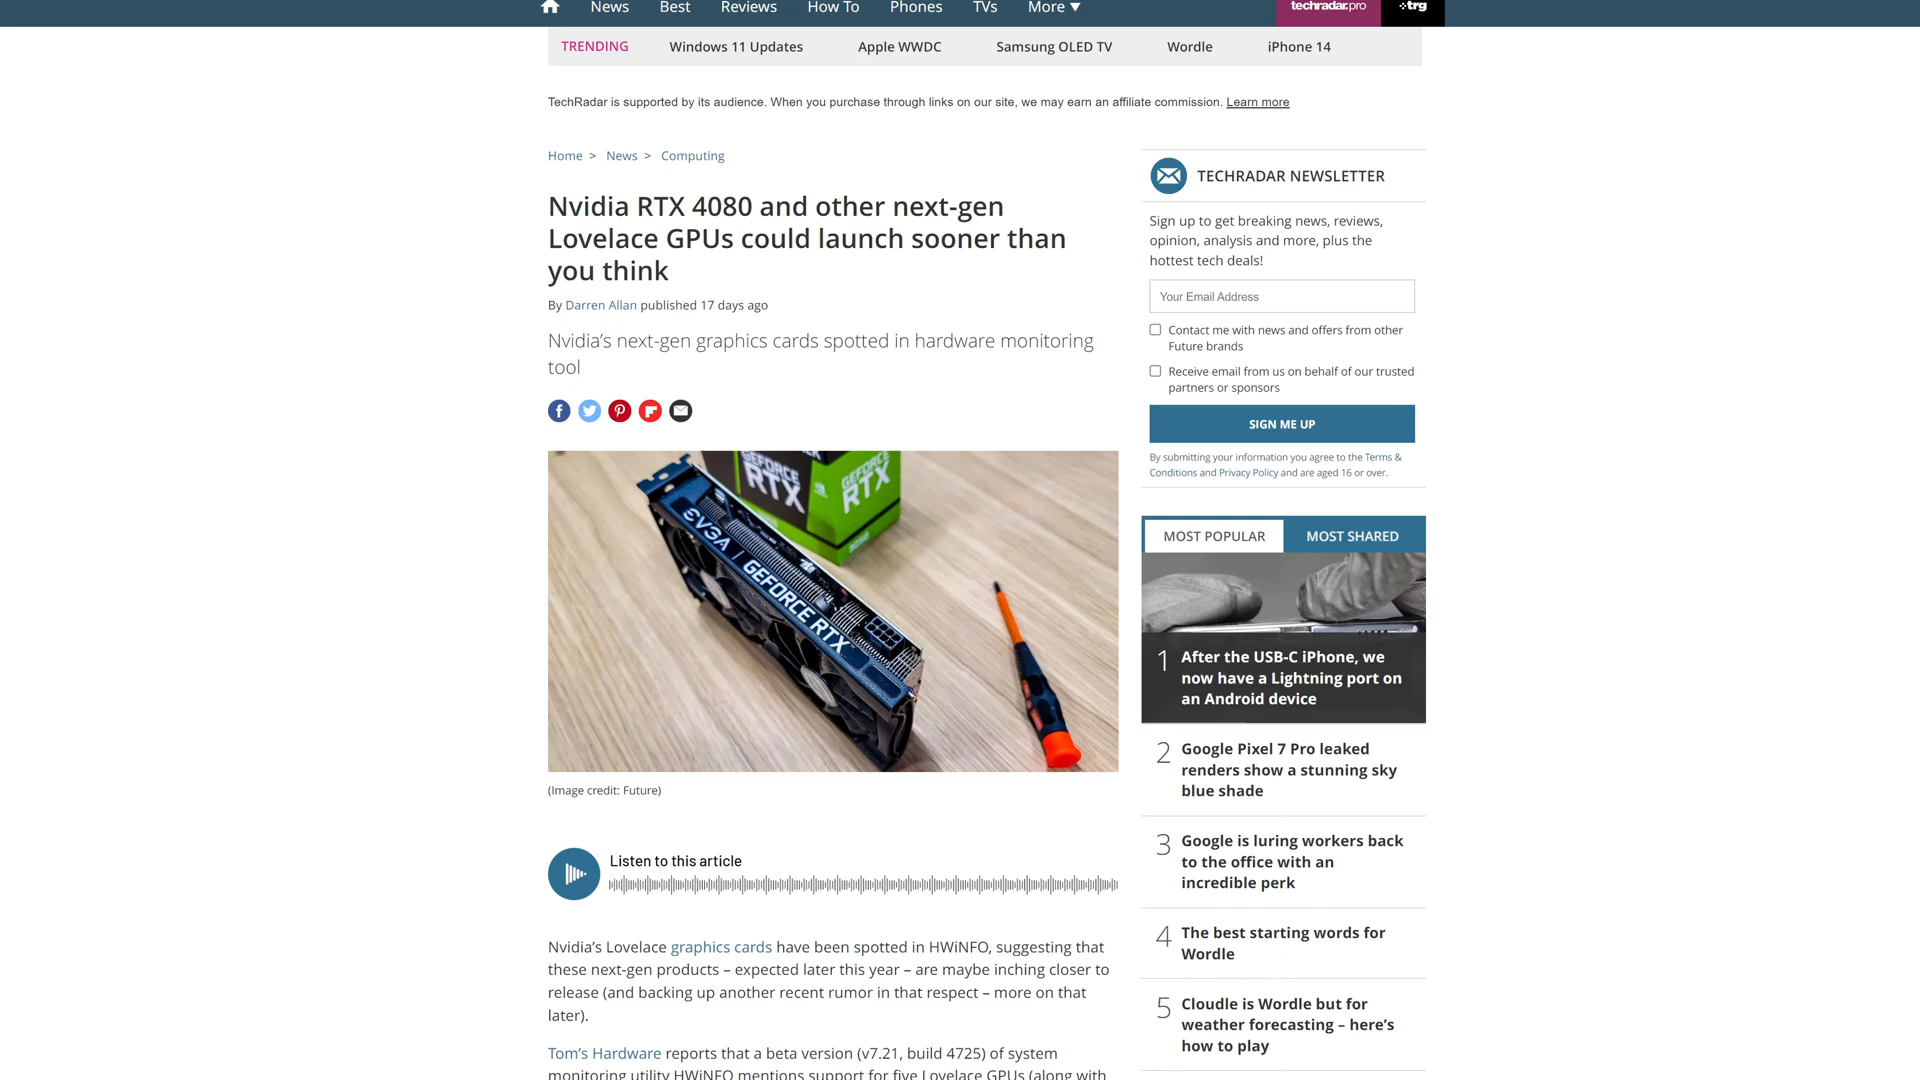 News Best Reviews How To Phones TVs More ▼ techradar.pro trg
TRENDING Windows 11 Updates Apple WWDC Samsung OLED TV Wordle iPhone 14
TechRadar is supported by its audience. When you purchase through links on our site, we may earn an affiliate commission. Learn more
Home > News > Computing
Nvidia RTX 4080 and other next-gen
Lovelace GPUs could launch sooner than
you think
By Darren Allan published 17 days ago
Nvidia's next-gen graphics cards spotted in hardware monitoring
tool
GEFORCE
RTX
GEFORCE
RTX
EVGA | GEFORCE RTX
(Image credit: Future)
Listen to this article
Nvidia's Lovelace graphics cards have been spotted in HWiNFO, suggesting that
these next-gen products – expected later this year – are maybe inching closer to
release (and backing up another recent rumor in that respect – more on that
later).
Tom's Hardware reports that a beta version (v7.21, build 4725) of system
monitoring utility HWiNFO mentions support for five Lovelace GPUs (along with
TECHRADAR NEWSLETTER
Sign up to get breaking news, reviews,
opinion, analysis and more, plus the
hottest tech deals!
Your Email Address
Contact me with news and offers from other
Future brands
Receive email from us on behalf of our trusted
partners or sponsors
SIGN ME UP
By submitting your information you agree to the Terms &
Conditions and Privacy Policy and are aged 16 or over.
MOST POPULAR MOST SHARED
1 After the USB-C iPhone, we
now have a Lightning port on
an Android device
2 Google Pixel 7 Pro leaked
renders show a stunning sky
blue shade
3 Google is luring workers back
to the office with an
incredible perk
4 The best starting words for
Wordle
5 Cloudle is Wordle but for
weather forecasting – here's
how to play